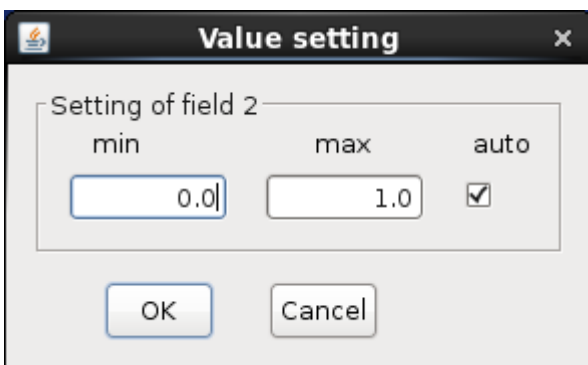 Value setting
Setting of field 2
min max auto
0.0 1.0
OK Cancel